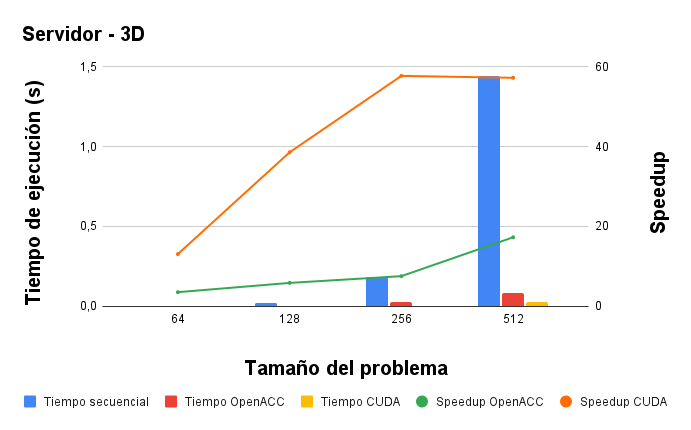 Servidor - 3D
Tiempo de ejecución (s)
1,5
1,0
0,5
0,0
60
40
20
0
Speedup
64 128 256 512
Tamaño del problema
Tiempo secuencial Tiempo OpenACC Tiempo CUDA Speedup OpenACC Speedup CUDA